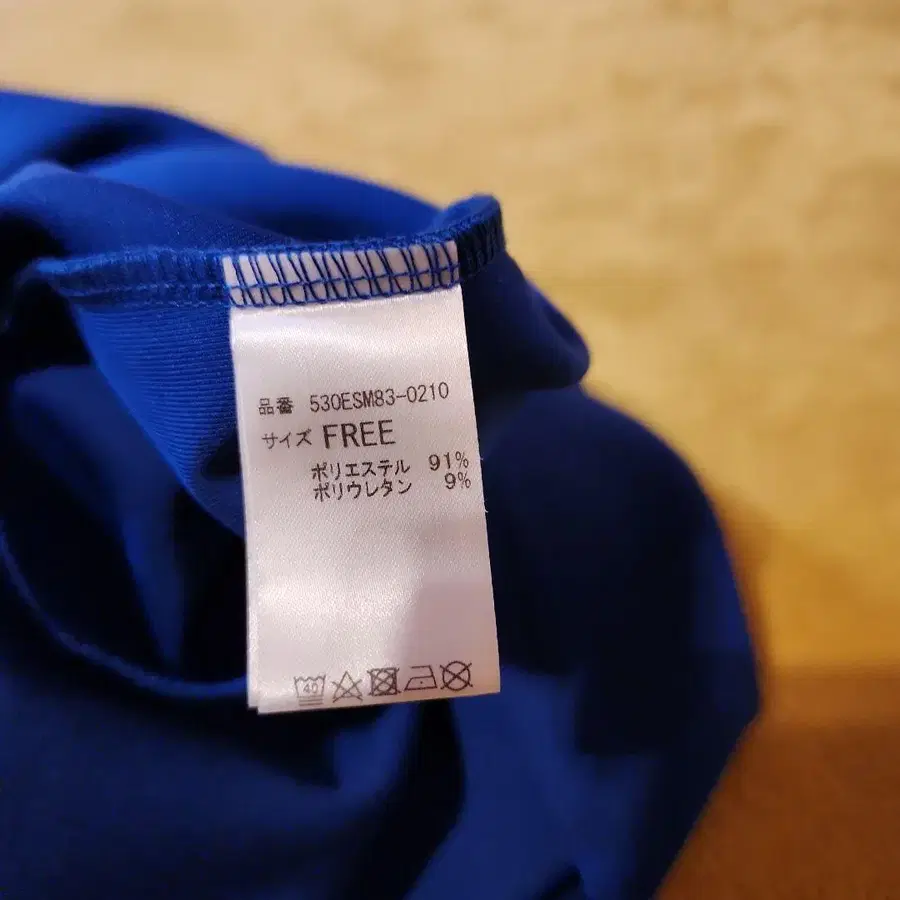 品番 530ESM83-0210
サイズ FREE
ポリエステル 91%
ポリウレタン 9%
40